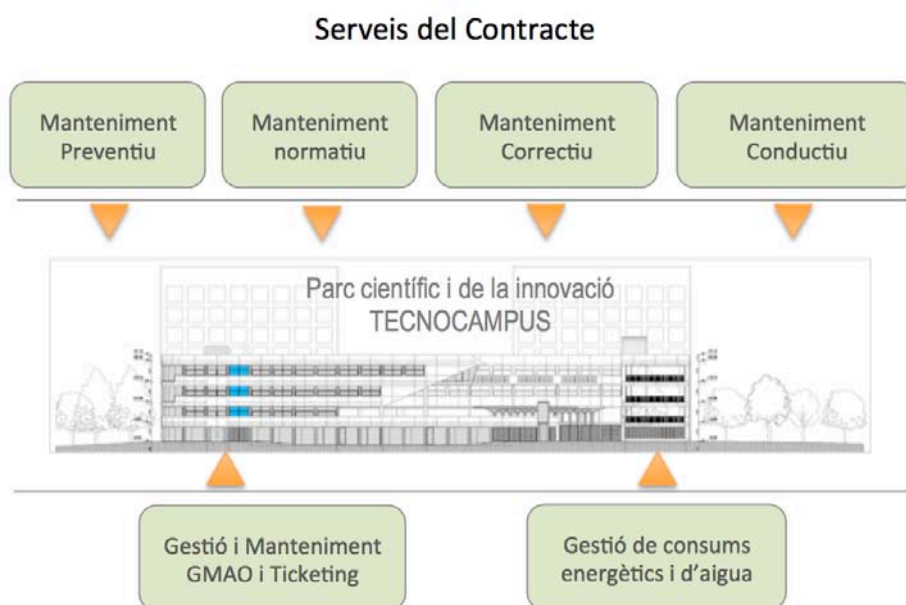 Serveis del Contracte
Manteniment
Preventiu
Manteniment
normatiu
Manteniment
Correctiu
Manteniment
Conductiu
Parc científic i de la innovació
TECNOCAMPUS
Gestió i Manteniment
GMAO i Ticketing
Gestió de consums
energètics i d'aigua